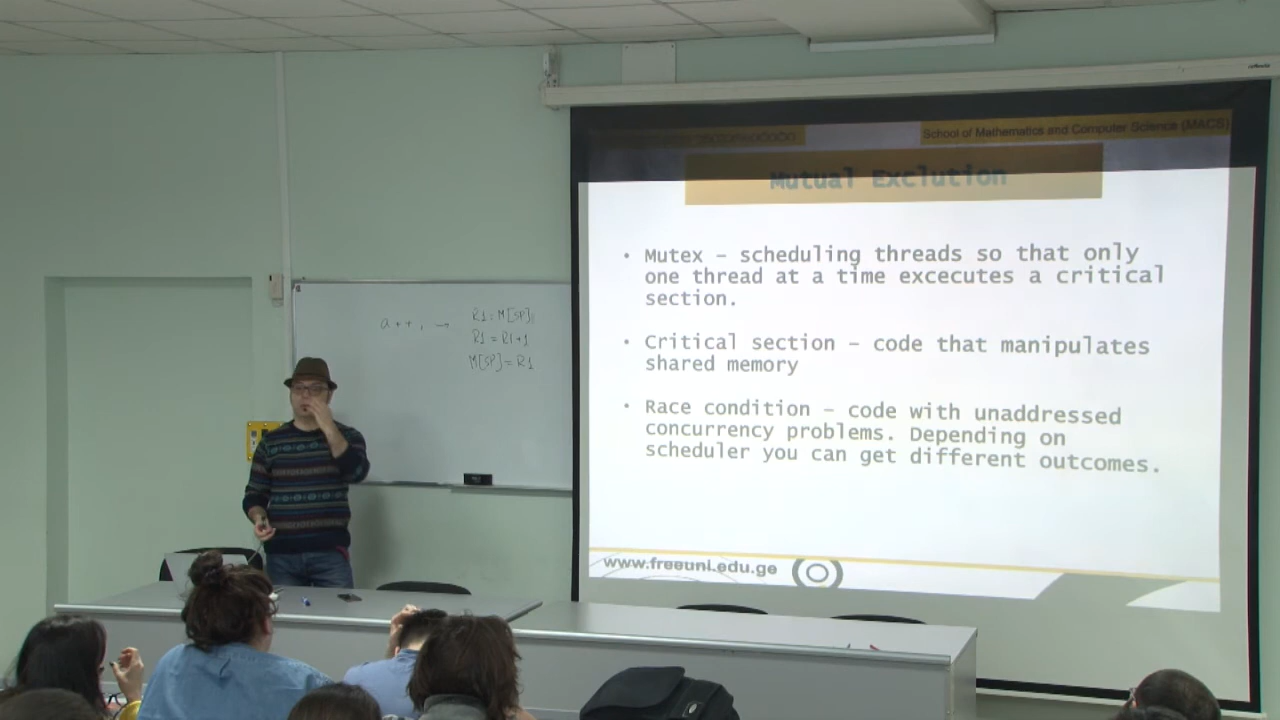 School of Mathematics and Computer Science (MACS)
Mutual Exclution
• Mutex – scheduling threads so that only
one thread at a time excecutes a critical
section.
• Critical section – code that manipulates
shared memory
• Race condition – code with unaddressed
concurrency problems. Depending on
scheduler you can get different outcomes.
www.freeuni.edu.ge
a++; →
R1=M[SP];
R1=R1+1
M[SP]=R1